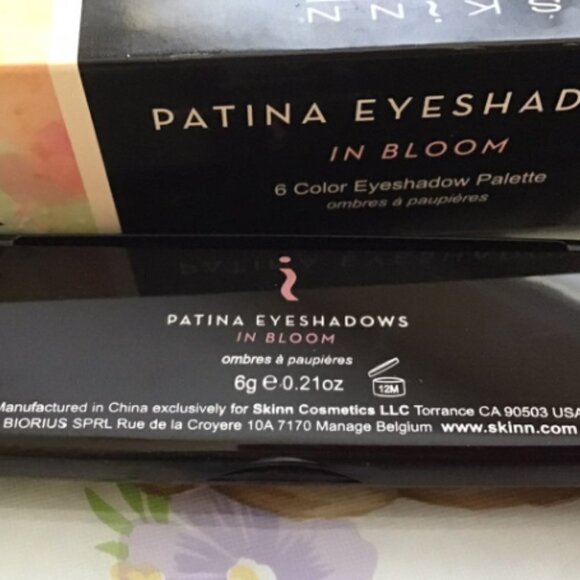 SKINN
PATINA EYESHAD
IN BLOOM
6 Color Eyeshadow Palette
ombres à paupières
PATINA EYESHADOWS
IN BLOOM
ombres à paupières
6g e 0.21oz
12M
Manufactured in China exclusively for Skinn Cosmetics LLC Torrance CA 90503 USA
BIORIUS SPRL Rue de la Croyere 10A 7170 Manage Belgium www.skinn.com